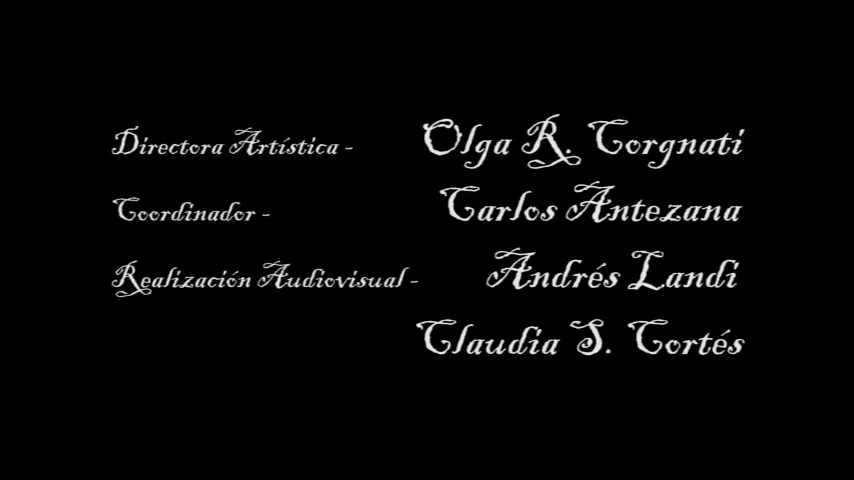 Directora Artística - Olga R. Corgnati
Coordinador - Carlos Antezana
Realización Audiovisual - Andrés Landi
Claudia S. Cortés